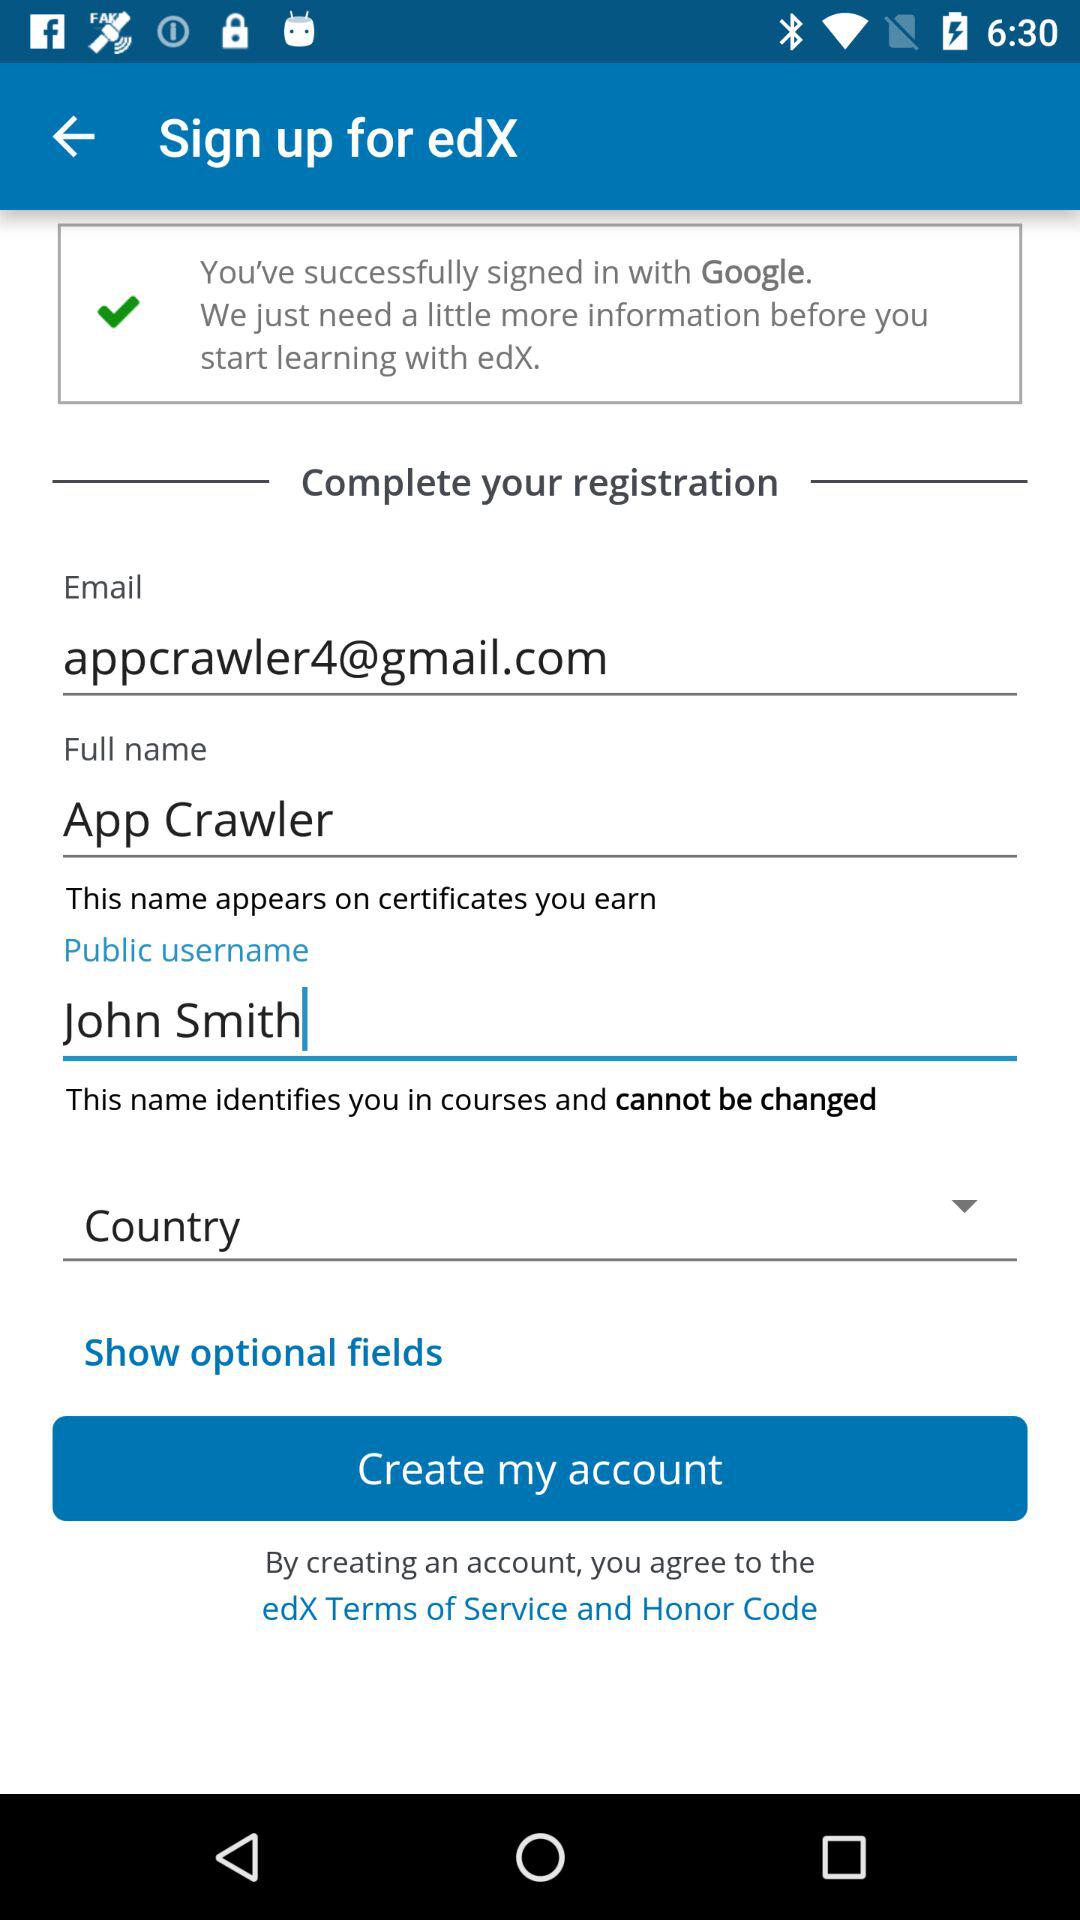 FAKE
6:30
Sign up for edX
You’ve successfully signed in with Google.
We just need a little more information before you
start learning with edX.
Complete your registration
Email
appcrawler4@gmail.com
Full name
App Crawler
This name appears on certificates you earn
Public username
John Smith
This name identifies you in courses and cannot be changed
Country
Show optional fields
Create my account
By creating an account, you agree to the
edX Terms of Service and Honor Code